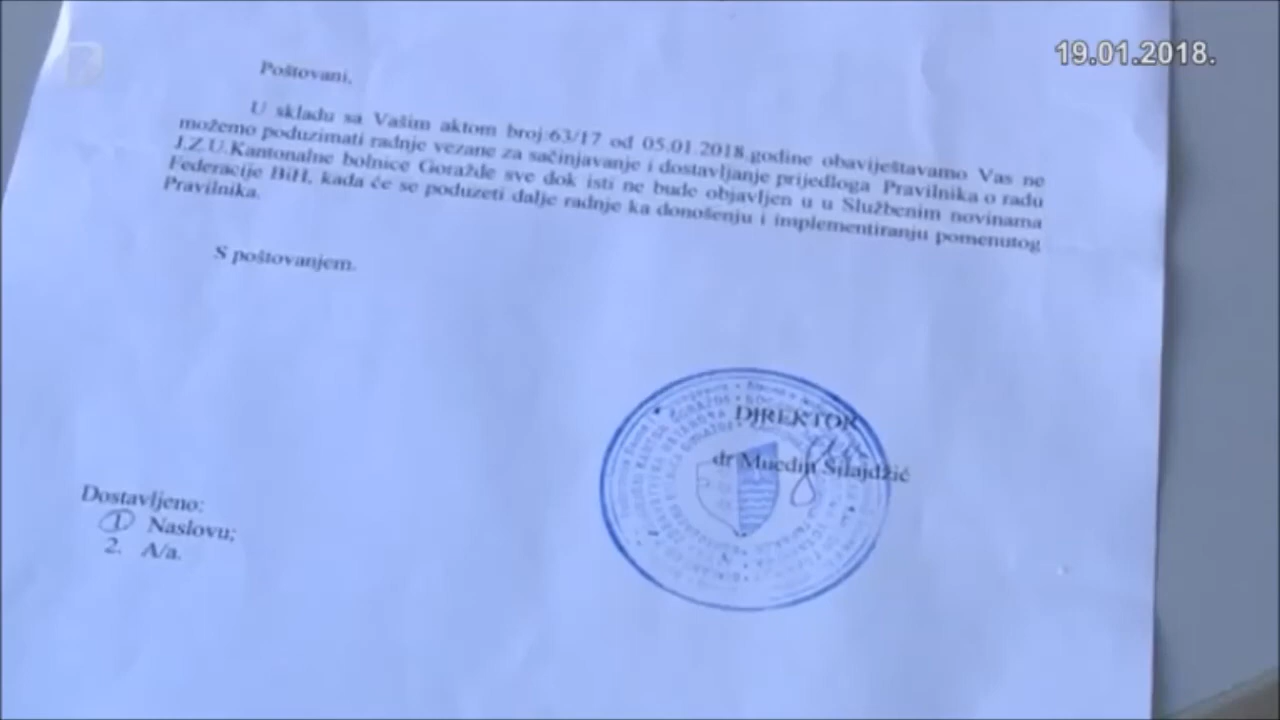 19.01.2018.
Poštovani,
U skladu sa Vašim aktom broj:63/17 od 05.01.2018.godine obaviještavamo Vas ne
možemo poduzimati radnje vezane za sačinjavanje i dostavljanje prijedloga Pravilnika o radu
J.Z.U.Kantonalne bolnice Goražde sve dok isti ne bude objavljen u u Službenim novinama
Federacije BiH, kada će se poduzeti dalje radnje ka donošenju i implementiranju pomenutog
Pravilnika.
S poštovanjem.
DIREKTOR
dr Muedin Silajdžić
Dostavljeno:
1. Naslovu;
2. A/a.